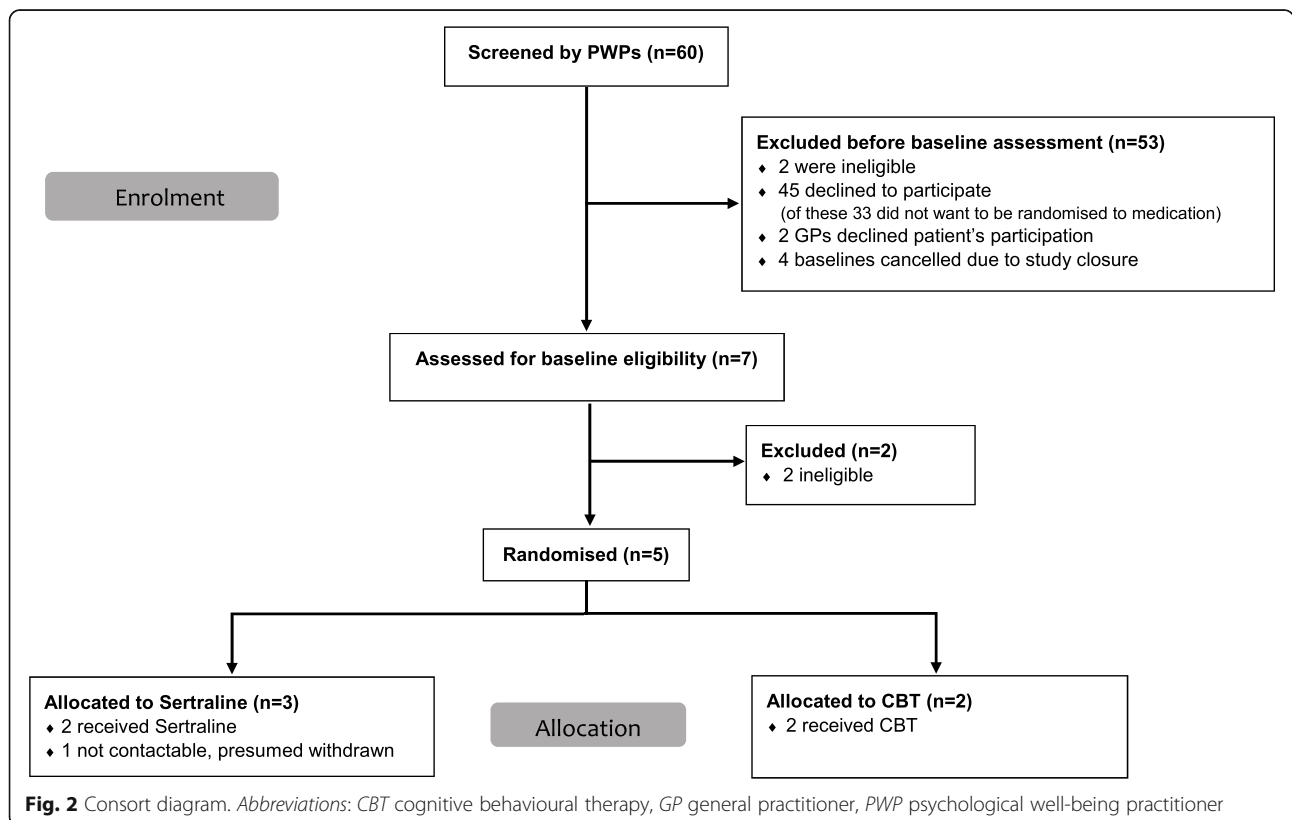 Screened by PWPs (n=60)
Excluded before baseline assessment (n=53)
♦ 2 were ineligible
♦ 45 declined to participate
(of these 33 did not want to be randomised to medication)
♦ 2 GPs declined patient's participation
♦ 4 baselines cancelled due to study closure
Enrolment
Assessed for baseline eligibility (n=7)
Excluded (n=2)
♦ 2 ineligible
Randomised (n=5)
Allocated to Sertraline (n=3)
♦ 2 received Sertraline
♦ 1 not contactable, presumed withdrawn
Allocation
Allocated to CBT (n=2)
♦ 2 received CBT
Fig. 2 Consort diagram. Abbreviations: CBT cognitive behavioural therapy, GP general practitioner, PWP psychological well-being practitioner